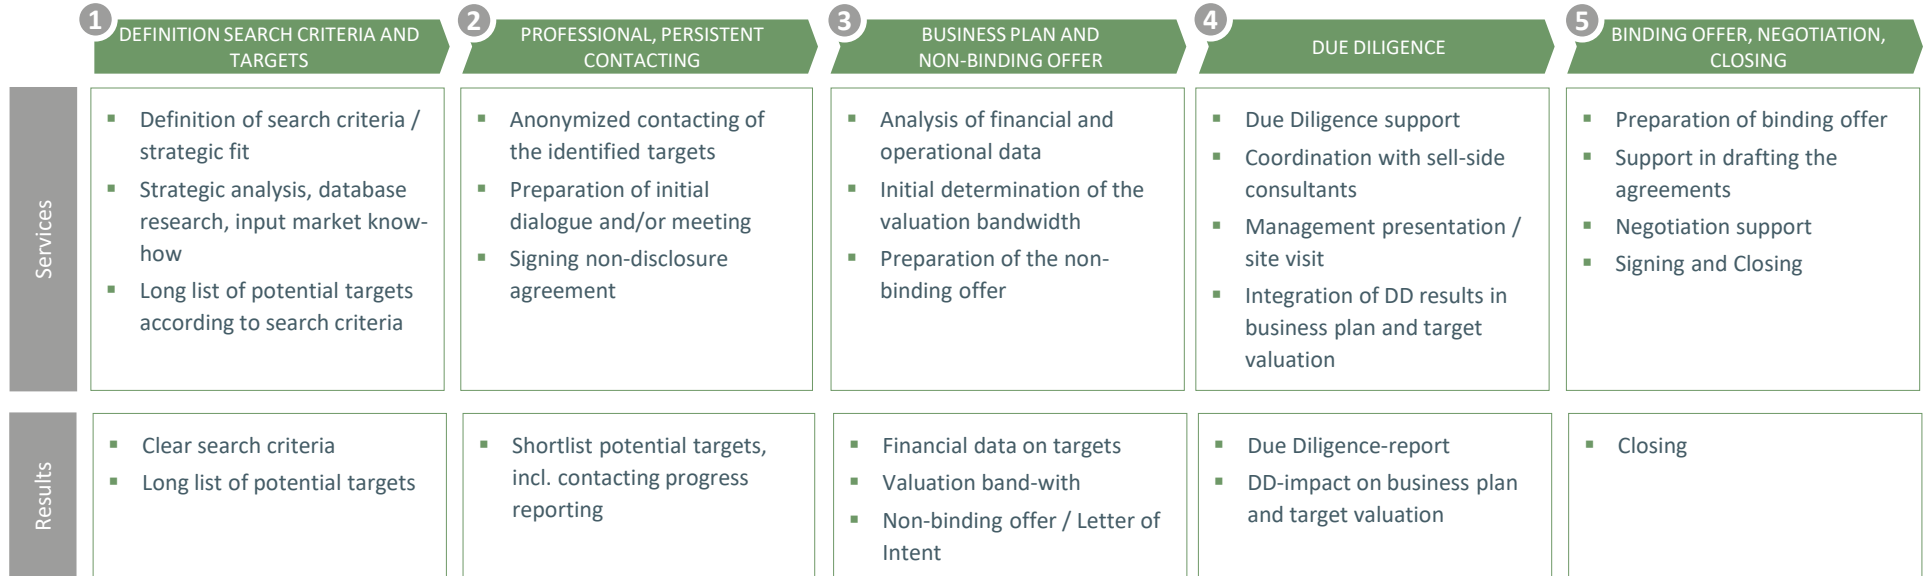 1
DEFINITION SEARCH CRITERIA AND
TARGETS
2
PROFESSIONAL, PERSISTENT
CONTACTING
3
BUSINESS PLAN AND
NON-BINDING OFFER
4
DUE DILIGENCE
5
BINDING OFFER, NEGOTIATION,
CLOSING
Services
▪ Definition of search criteria /
strategic fit
▪ Strategic analysis, database
research, input market know-
how
▪ Long list of potential targets
according to search criteria
▪ Anonymized contacting of
the identified targets
▪ Preparation of initial
dialogue and/or meeting
▪ Signing non-disclosure
agreement
▪ Analysis of financial and
operational data
▪ Initial determination of the
valuation bandwidth
▪ Preparation of the non-
binding offer
▪ Due Diligence support
▪ Coordination with sell-side
consultants
▪ Management presentation /
site visit
▪ Integration of DD results in
business plan and target
valuation
▪ Preparation of binding offer
▪ Support in drafting the
agreements
▪ Negotiation support
▪ Signing and Closing
Results
▪ Clear search criteria
▪ Long list of potential targets
▪ Shortlist potential targets,
incl. contacting progress
reporting
▪ Financial data on targets
▪ Valuation band-with
▪ Non-binding offer / Letter of
Intent
▪ Due Diligence-report
▪ DD-impact on business plan
and target valuation
▪ Closing